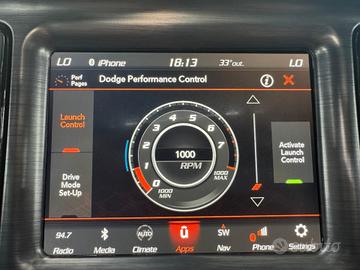 LO iPhone 18:13 33°out. LO
Perf Pages
Dodge Performance Control
Launch Control
Drive Mode Set-Up
0 1 2 3 4 5 6 7
1000 RPM
1000 MIN
1000 MAX
Activate Launch Control
94.7 AUTO SW
Radio Media Climate Apps Nav Phone Settings
subito